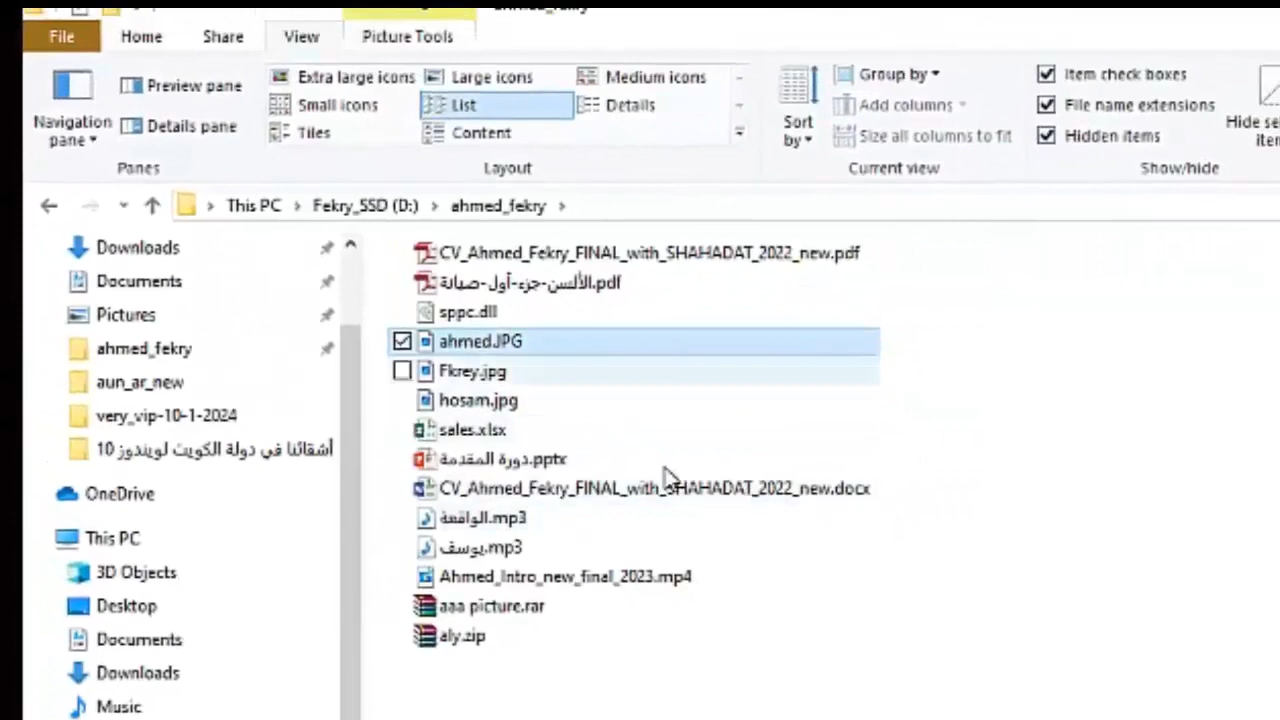 File Home Share View Picture Tools
Preview pane
Details pane
Navigation pane
Panes
Extra large icons Large icons Medium icons
Small icons List Details
Tiles Content
Layout
Sort by
Group by
Add columns
Size all columns to fit
Current view
Item check boxes
File name extensions
Hidden items
Hide
Show/hide
This PC > Fekry_SSD (D:) > ahmed_fekry >
Downloads
Documents
Pictures
ahmed_fekry
aun_ar_new
very_vip-10-1-2024
أشقائنا في دولة الكويت لويندوز 10
OneDrive
This PC
3D Objects
Desktop
Documents
Downloads
Music
CV_Ahmed_Fekry_FINAL_with_SHAHADAT_2022_new.pdf
الألسن-جزء-أول-صيانة.pdf
sppc.dll
ahmed.JPG
Fkrey.jpg
hosam.jpg
sales.xlsx
دورة المقدمة.pptx
CV_Ahmed_Fekry_FINAL_with_SHAHADAT_2022_new.docx
الواقعة.mp3
يوسف.mp3
Ahmed_Intro_new_final_2023.mp4
aaa picture.rar
aly.zip